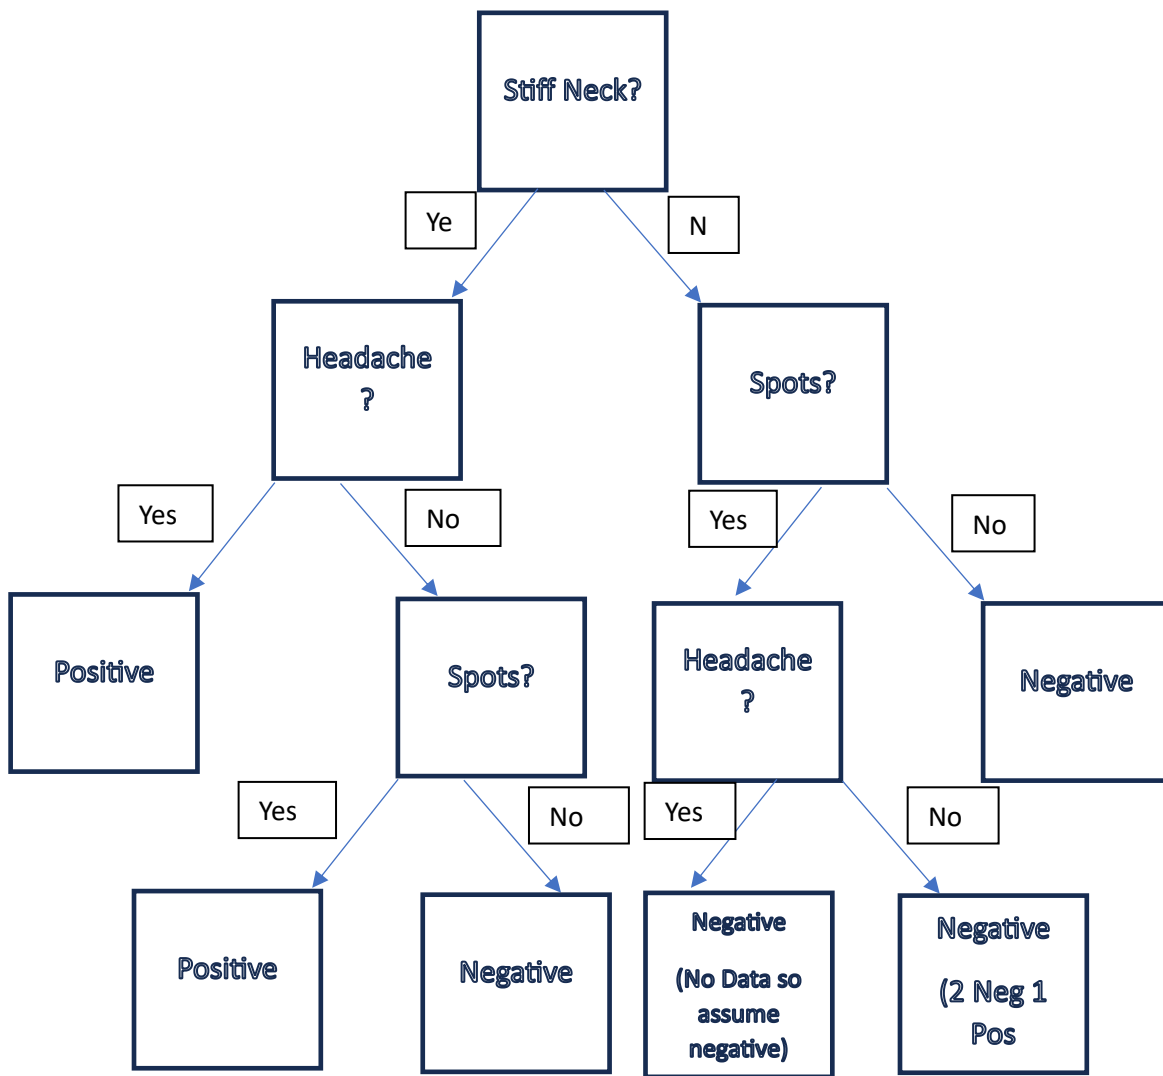 Stiff Neck?
Ye
N
Headache
?
Spots?
Yes
No
Yes
No
Positive
Spots?
Headache
?
Negative
Yes
No
Yes
No
Positive
Negative
Negative
(No Data so
assume
negative)
Negative
(2 Neg 1
Pos